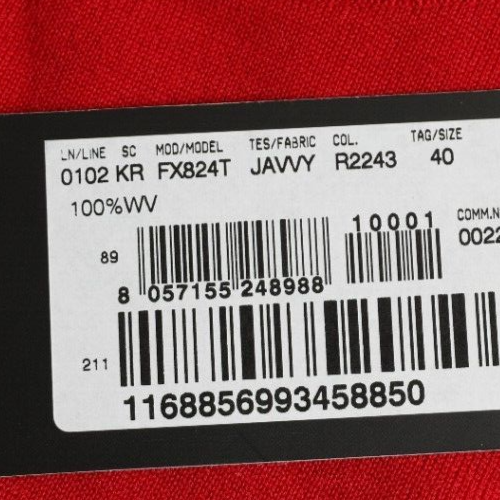 LN/LINE SC MOD/MODEL TES/FABRIC COL. TAG/SIZE
0102 KR FX824T JAVVY R2243 40
100%WV
COMM.N
0022
10001
89
8 057155 248988
211
1168856993458850